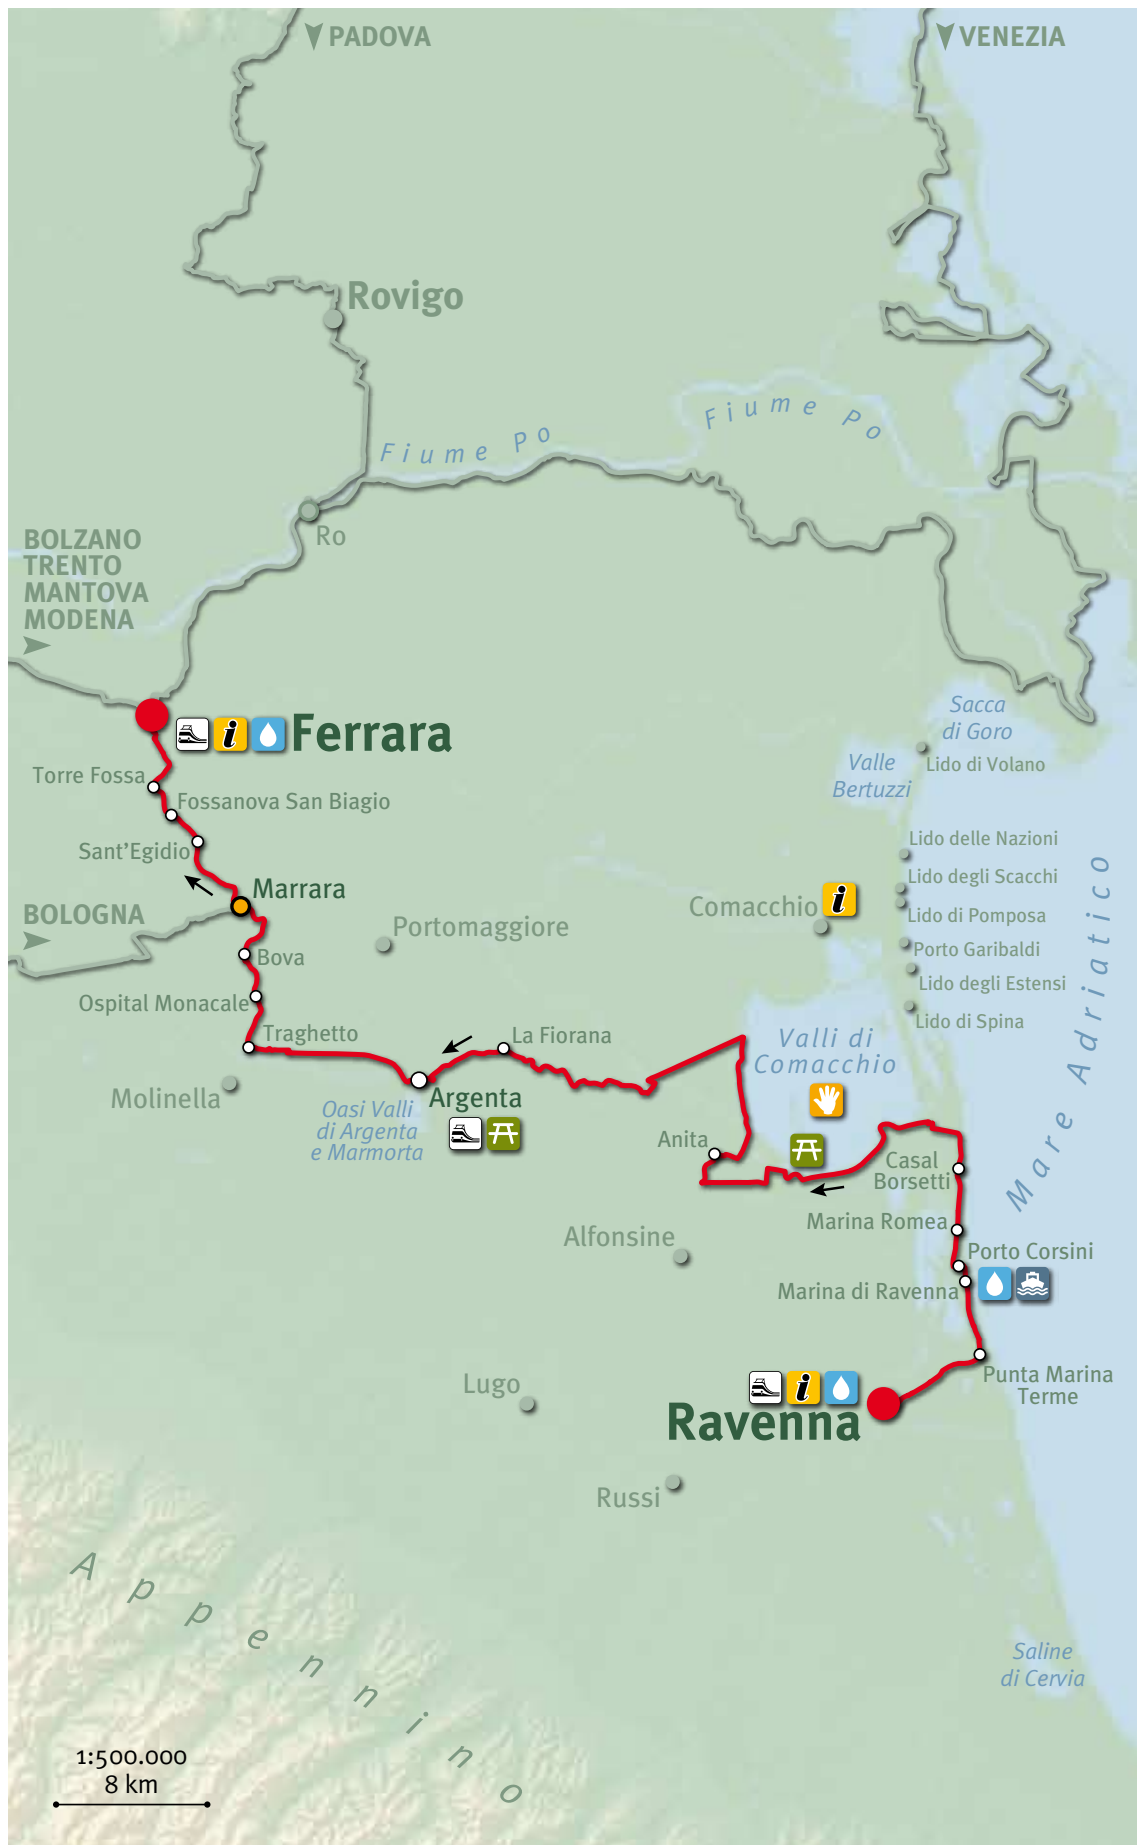 PADOVA
VENEZIA
Rovigo
Fiume Po
Fiume Po
Ro
BOLZANO
TRENTO
MANTOVA
MODENA
Sacca
di Goro
Lido di Volano
Valle
Bertuzzi
i
Ferrara
Torre Fossa
Fossanova San Biagio
Sant'Egidio
Lido delle Nazioni
Lido degli Scacchi
Lido di Pomposa
Porto Garibaldi
Lido degli Estensi
Lido di Spina
Mare Adriatico
Marrara
BOLOGNA
Comacchio
i
Portomaggiore
Bova
Ospital Monacale
Traghetto
La Fiorana
Valli di
Comacchio
Molinella
Argenta
Oasi Valli
di Argenta
e Marmorta
Anita
Casal
Borsetti
Marina Romea
Alfonsine
Porto Corsini
Marina di Ravenna
Punta Marina
Terme
Lugo
i
Ravenna
Russi
Appennino
Saline
di Cervia
1:500.000
8 km